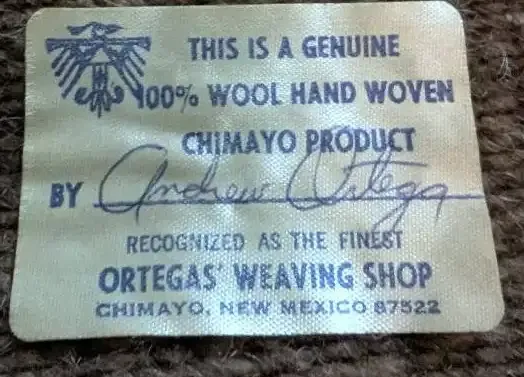 THIS IS A GENUINE
100% WOOL HAND WOVEN
CHIMAYO PRODUCT
BY Andrew Ortega
RECOGNIZED AS THE FINEST
ORTEGAS' WEAVING SHOP
CHIMAYO, NEW MEXICO 87522